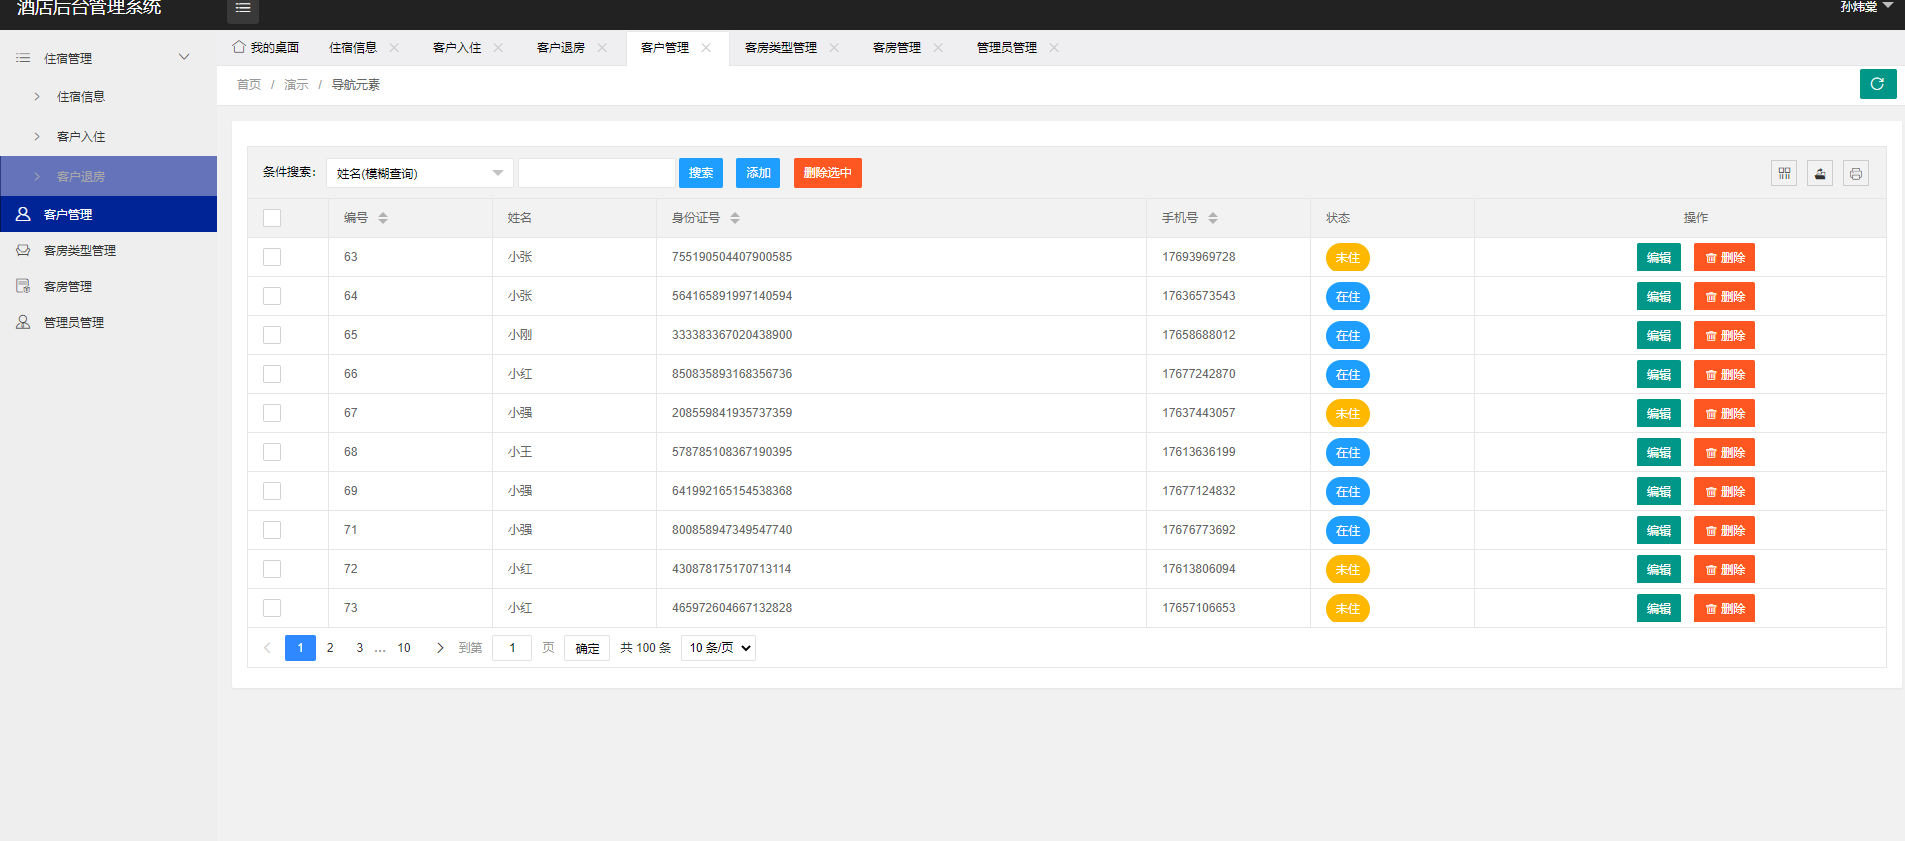 酒店后台管理系统
孙炜棠
住宿管理
住宿信息
客户入住
客户退房
客户管理
客房类型管理
客房管理
管理员管理
我的桌面 住宿信息 客户入住 客户退房 客户管理 客房类型管理 客房管理 管理员管理
首页 / 演示 / 导航元素
条件搜索: 姓名(模糊查询) 搜索 添加 删除选中
编号 姓名 身份证号 手机号 状态 操作
63 小张 755190504407900585 17693969728 未住 编辑 删除
64 小张 564165891997140594 17636573543 在住 编辑 删除
65 小刚 333383367020438900 17658688012 在住 编辑 删除
66 小红 850835893168356736 17677242870 在住 编辑 删除
67 小强 208559841935737359 17637443057 未住 编辑 删除
68 小王 578785108367190395 17613636199 在住 编辑 删除
69 小强 641992165154538368 17677124832 在住 编辑 删除
71 小强 800858947349547740 17676773692 在住 编辑 删除
72 小红 430878175170713114 17613806094 未住 编辑 删除
73 小红 465972604667132828 17657106653 未住 编辑 删除
1 2 3 … 10 到第 1 页 确定 共 100 条 10 条/页